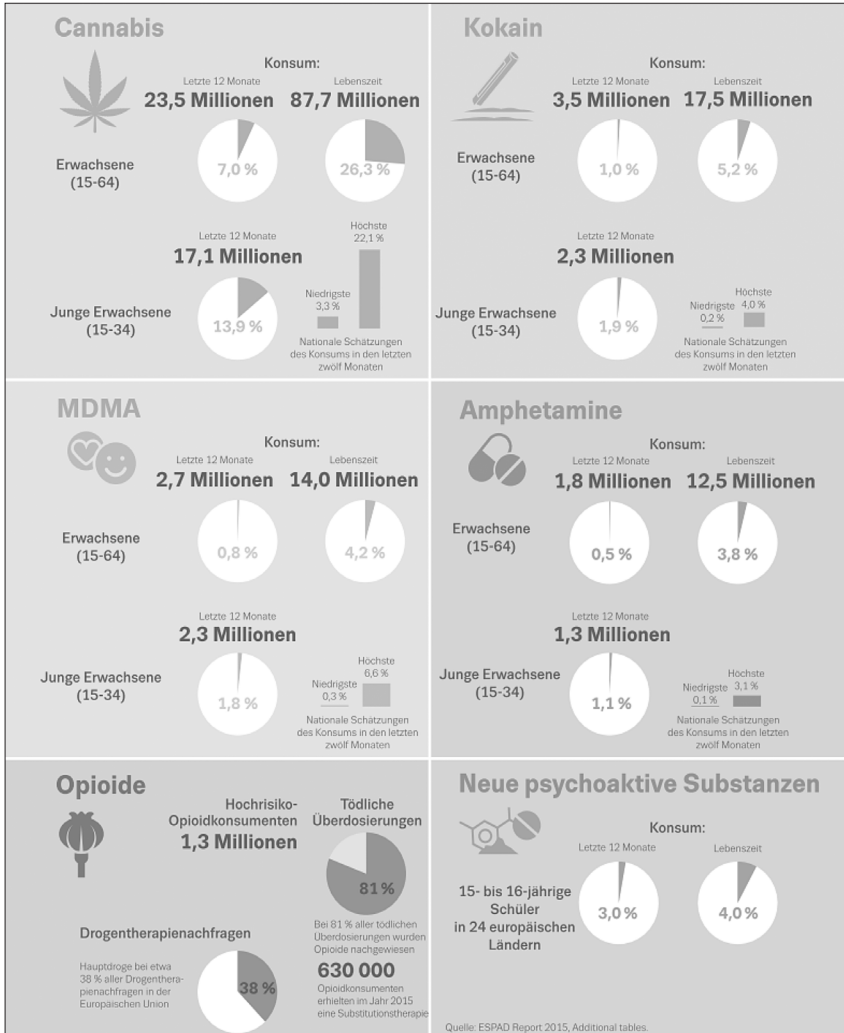 Cannabis
Konsum:
Letzte 12 Monate
23,5 Millionen
Lebenszeit
87,7 Millionen
Erwachsene
(15-64)
7,0 %
26,3 %
Letzte 12 Monate
17,1 Millionen
Junge Erwachsene
(15-34)
13,9 %
Niedrigste
3,3 %
Höchste
22,1 %
Nationale Schätzungen
des Konsums in den letzten
zwölf Monaten
Kokain
Konsum:
Letzte 12 Monate
3,5 Millionen
Lebenszeit
17,5 Millionen
Erwachsene
(15-64)
1,0 %
5,2 %
Letzte 12 Monate
2,3 Millionen
Junge Erwachsene
(15-34)
1,9 %
Niedrigste
0,2 %
Höchste
4,0 %
Nationale Schätzungen
des Konsums in den letzten
zwölf Monaten
MDMA
Konsum:
Letzte 12 Monate
2,7 Millionen
Lebenszeit
14,0 Millionen
Erwachsene
(15-64)
0,8 %
4,2 %
Letzte 12 Monate
2,3 Millionen
Junge Erwachsene
(15-34)
1,8 %
Niedrigste
0,3 %
Höchste
6,6 %
Nationale Schätzungen
des Konsums in den letzten
zwölf Monaten
Amphetamine
Konsum:
Letzte 12 Monate
1,8 Millionen
Lebenszeit
12,5 Millionen
Erwachsene
(15-64)
0,5 %
3,8 %
Letzte 12 Monate
1,3 Millionen
Junge Erwachsene
(15-34)
1,1 %
Niedrigste
0,1 %
Höchste
3,1 %
Nationale Schätzungen
des Konsums in den letzten
zwölf Monaten
Opioide
Hochrisiko-
Opioidkonsumenten
1,3 Millionen
Tödliche
Überdosierungen
81 %
Bei 81 % aller tödlichen
Überdosierungen wurden
Opioide nachgewiesen
Drogentherapienachfragen
Hauptdroge bei etwa
38 % aller Drogenthera-
pienachfragen in der
Europäischen Union
38 %
630 000
Opioidkonsumenten
erhielten im Jahr 2015
eine Substitutionstherapie
Neue psychoaktive Substanzen
Konsum:
Letzte 12 Monate
Lebenszeit
15- bis 16-jährige
Schüler
in 24 europäischen
Ländern
3,0 %
4,0 %
Quelle: ESPAD Report 2015, Additional tables.